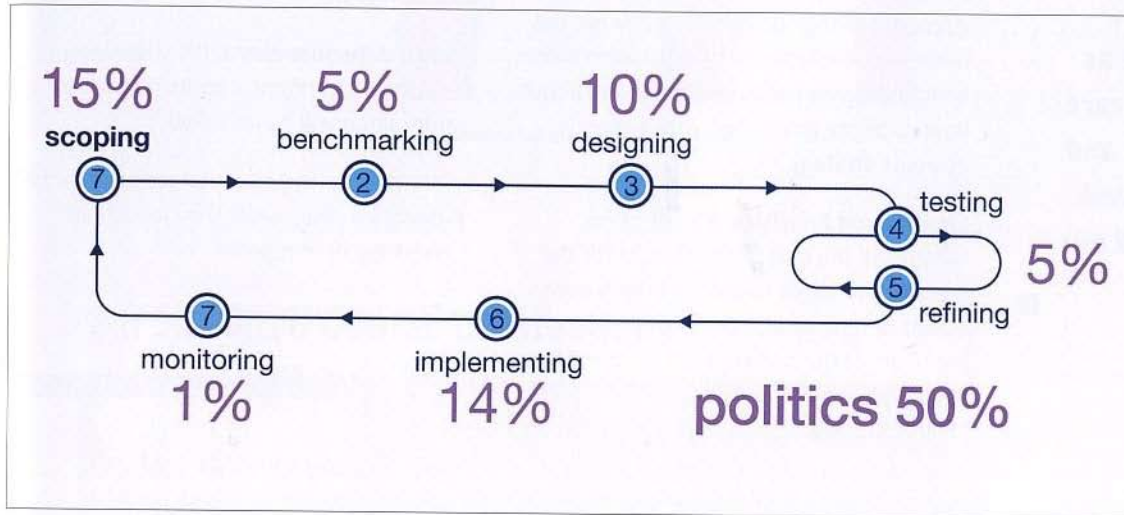 15%
5%
10%
scoping
benchmarking
designing
7
2
3
testing
4
5%
5
refining
7
6
monitoring
implementing
1%
14%
politics 50%